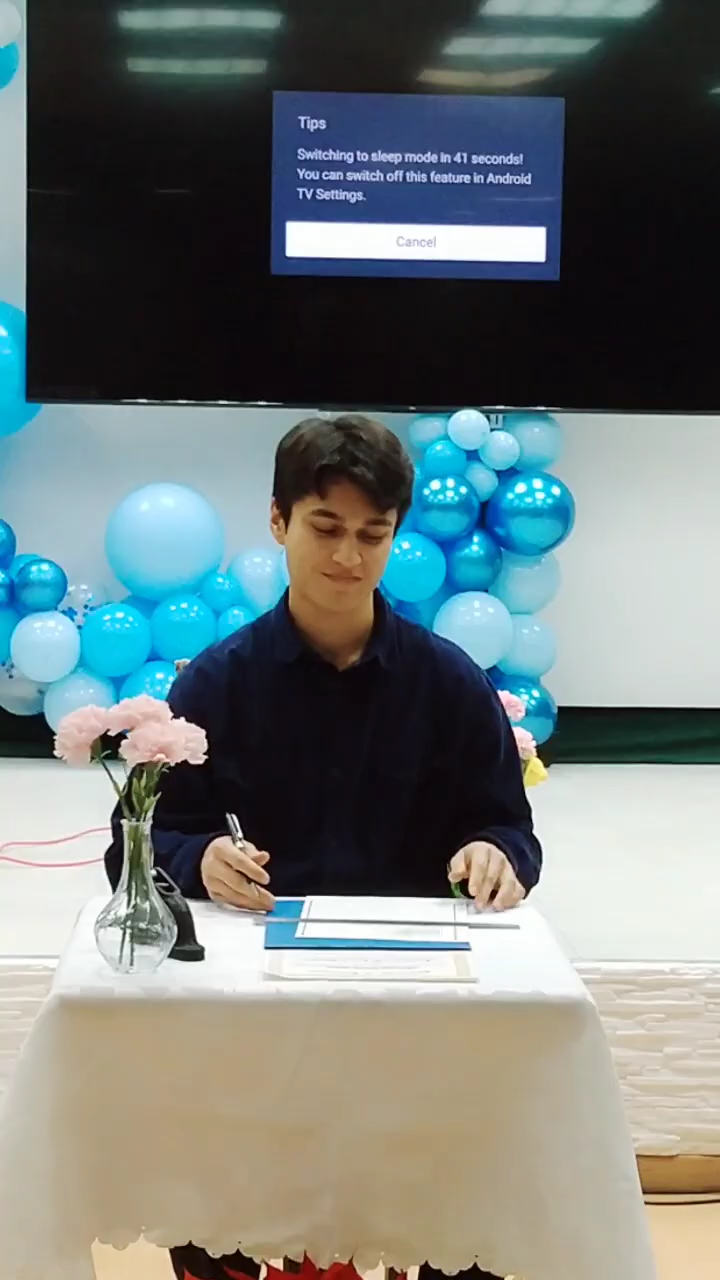 Tips
Switching to sleep mode in 41 seconds!
You can switch off this feature in Android
TV Settings.
Cancel